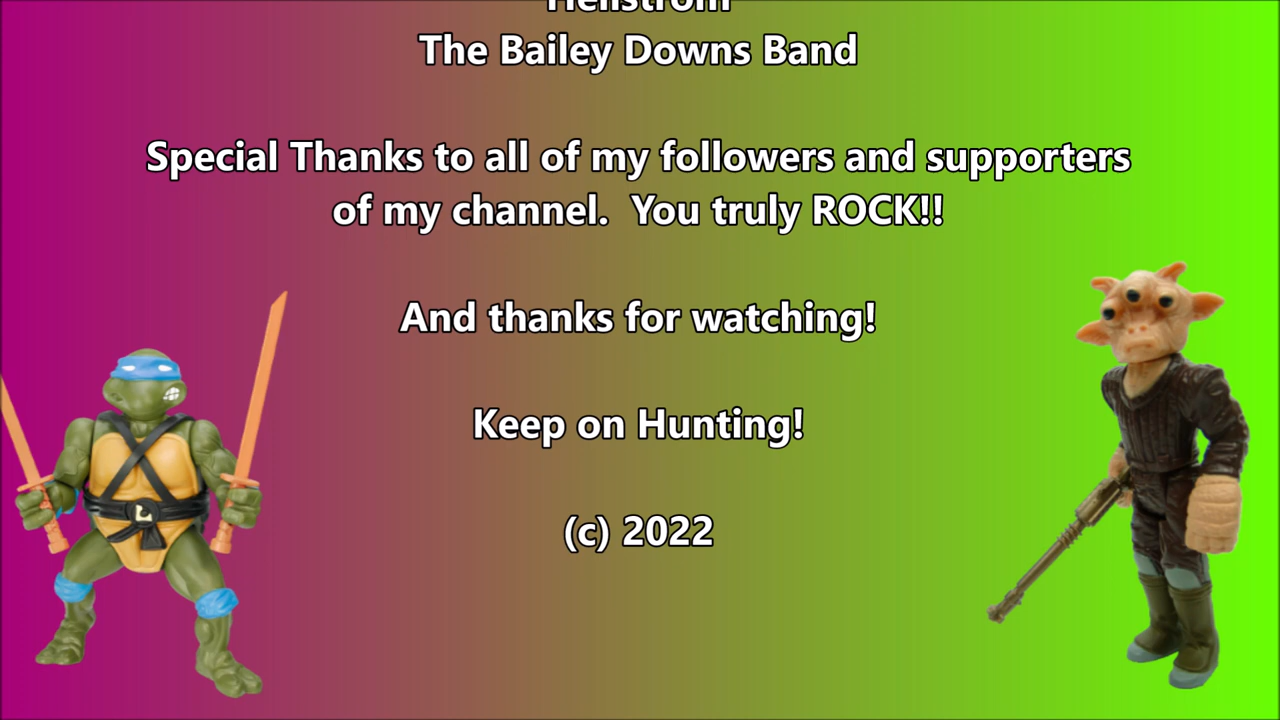 Hellstrom
The Bailey Downs Band
Special Thanks to all of my followers and supporters
of my channel. You truly ROCK!!
And thanks for watching!
Keep on Hunting!
(c) 2022
L